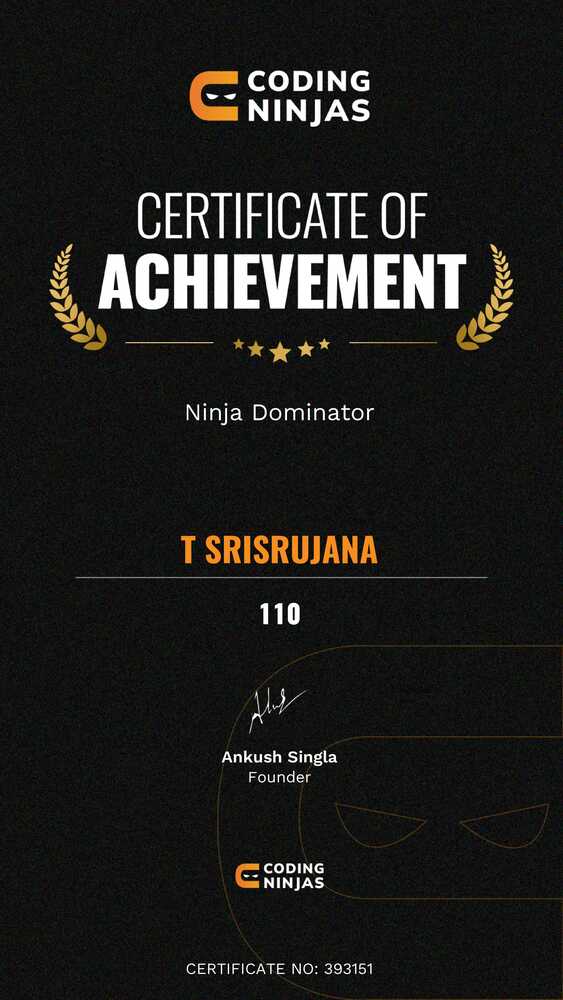 CODING
NINJAS
CERTIFICATE OF
ACHIEVEMENT
Ninja Dominator
T SRISRUJANA
110
Ankush Singla
Founder
CODING
NINJAS
CERTIFICATE NO: 393151